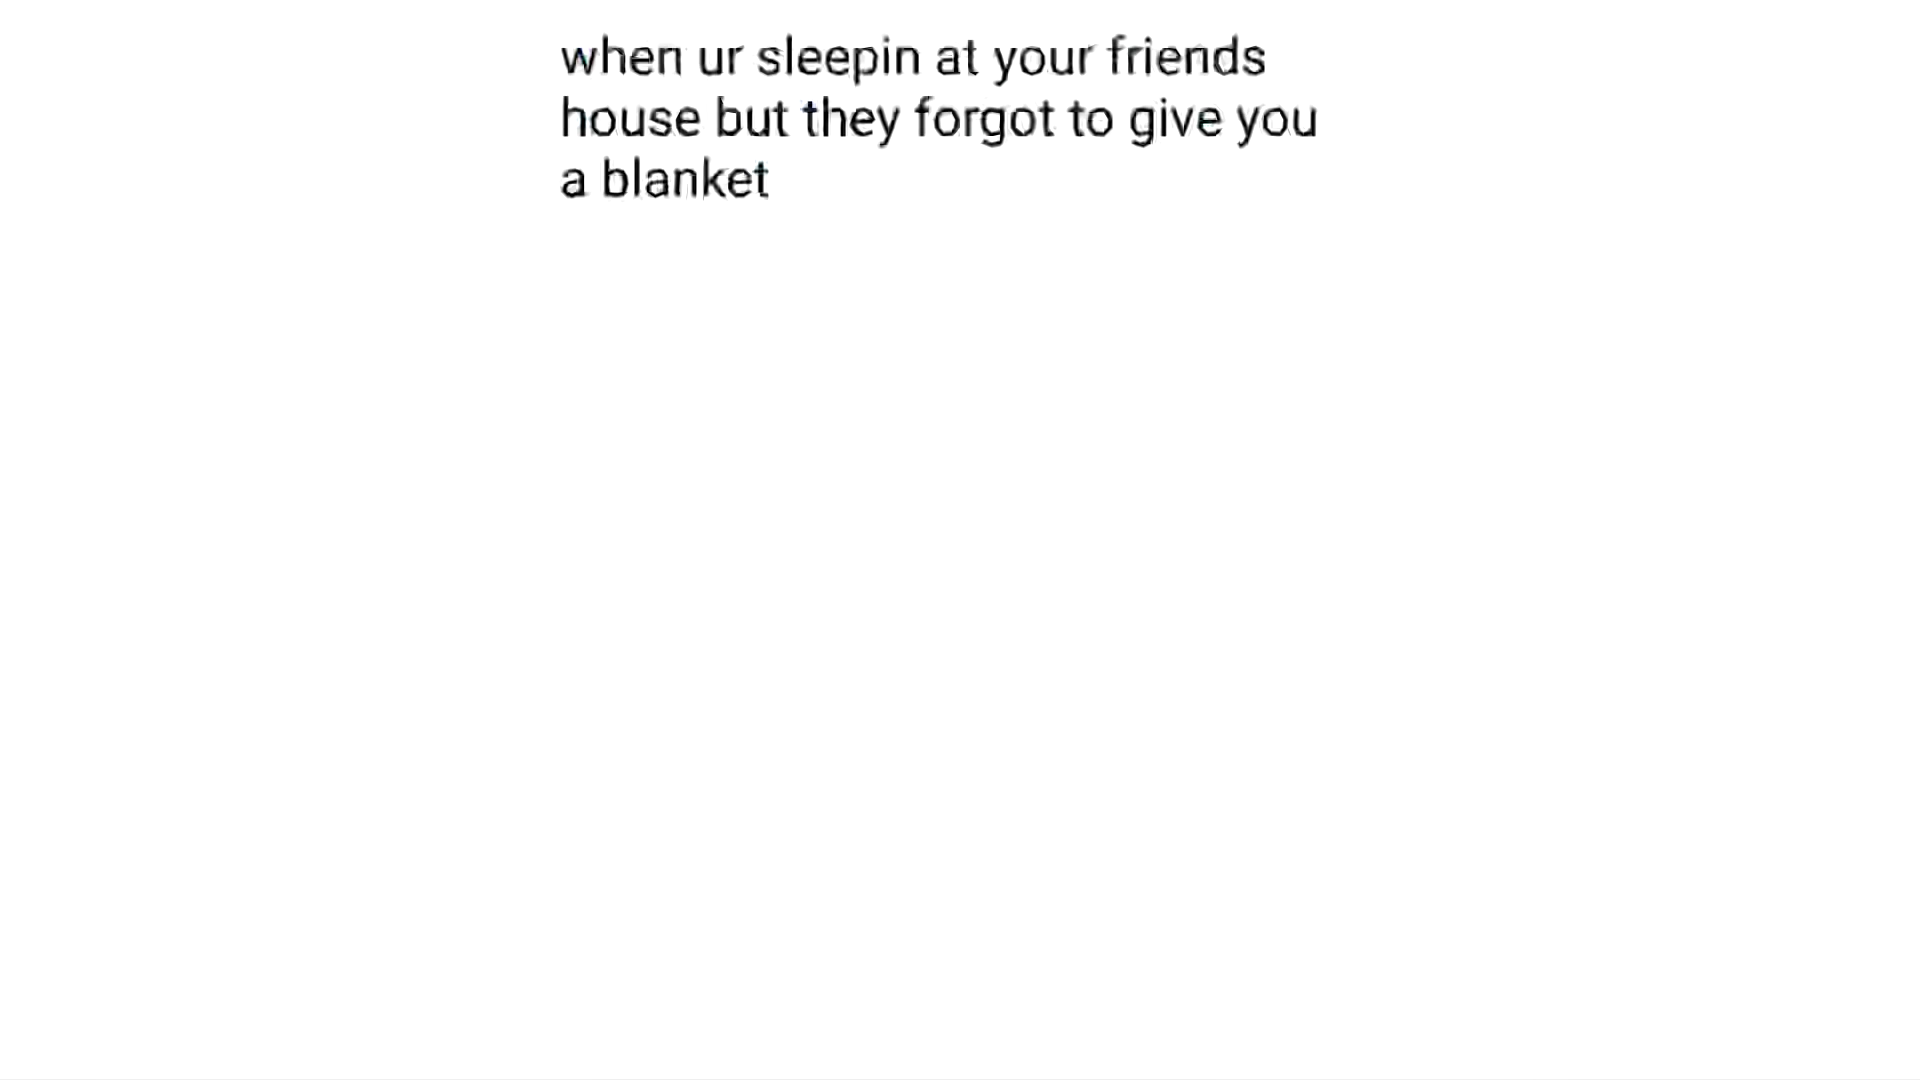 when ur sleepin at your friends
house but they forgot to give you
a blanket